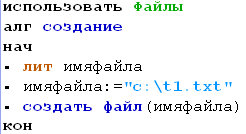 использовать Файлы
алг создание
нач
• лит имяфайла
• имяфайла:="c:\t1.txt"
• создать файл(имяфайла)
кон